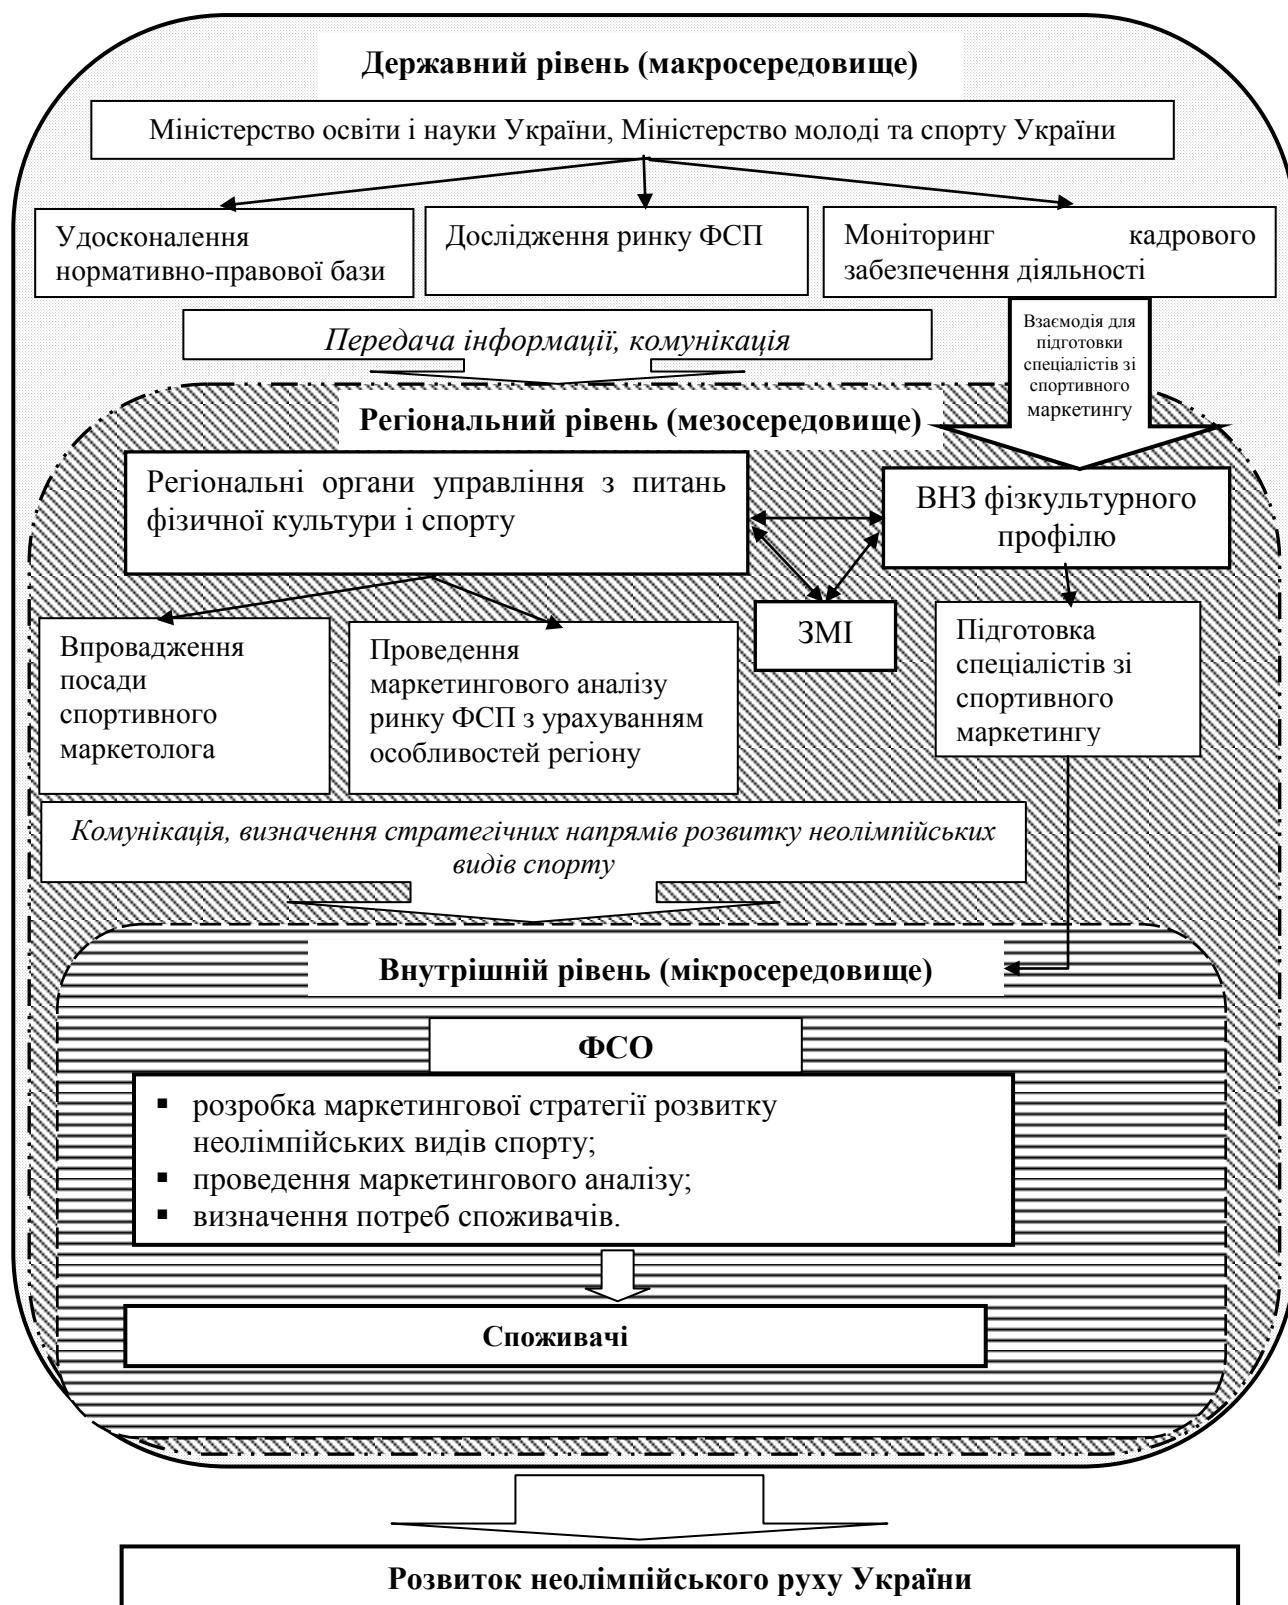 Державний рівень (макросередовище)
Міністерство освіти і науки України, Міністерство молоді та спорту України
Удосконалення
нормативно-правової бази
Дослідження ринку ФСП
Моніторинг кадрового
забезпечення діяльності
Передача інформації, комунікація
Взаємодія для
підготовки
спеціалістів зі
спортивного
маркетингу
Регіональний рівень (мезосередовище)
Регіональні органи управління з питань
фізичної культури і спорту
ВНЗ фізкультурного
профілю
ЗМІ
Впровадження
посади
спортивного
маркетолога
Проведення
маркетингового аналізу
ринку ФСП з урахуванням
особливостей регіону
Підготовка
спеціалістів зі
спортивного
маркетингу
Комунікація, визначення стратегічних напрямів розвитку неолімпійських
видів спорту
Внутрішній рівень (мікросередовище)
ФСО
▪ розробка маркетингової стратегії розвитку
неолімпійських видів спорту;
▪ проведення маркетингового аналізу;
▪ визначення потреб споживачів.
Споживачі
Розвиток неолімпійського руху України